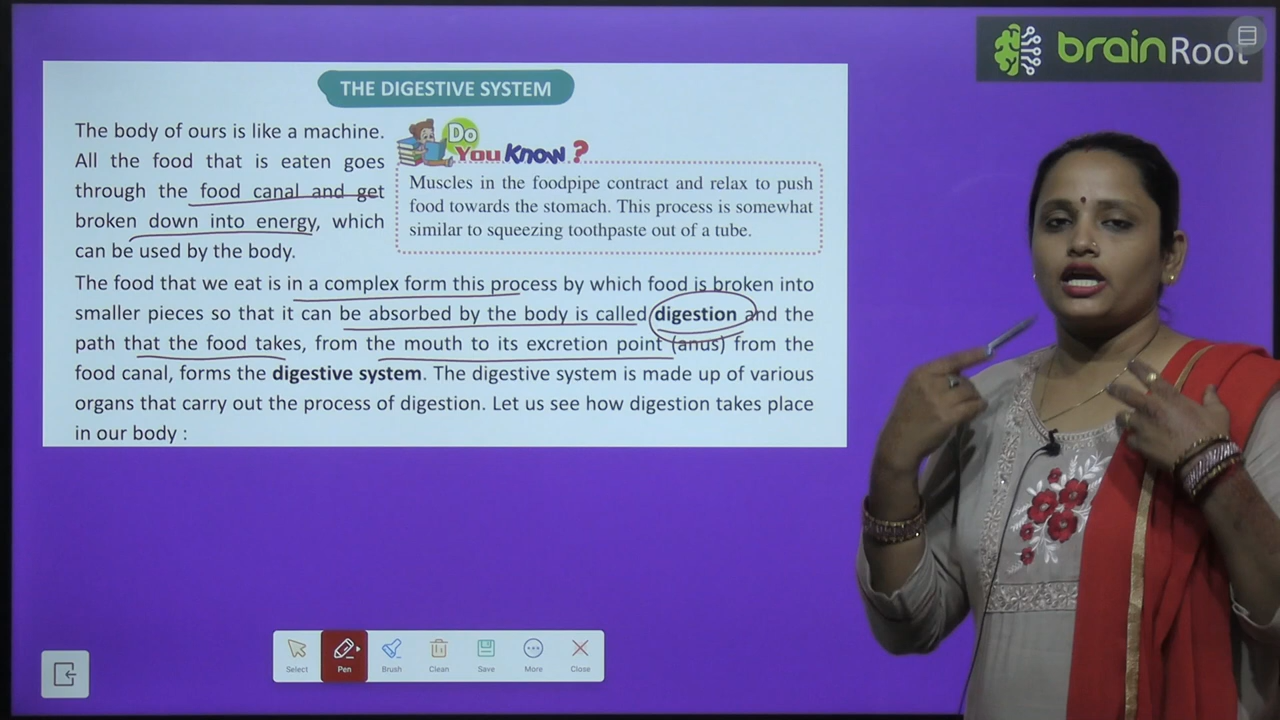 brainRoot
THE DIGESTIVE SYSTEM
The body of ours is like a machine.
All the food that is eaten goes
through the food canal and get
broken down into energy, which
can be used by the body.
Do
You Know ?
Muscles in the foodpipe contract and relax to push
food towards the stomach. This process is somewhat
similar to squeezing toothpaste out of a tube.
The food that we eat is in a complex form this process by which food is broken into
smaller pieces so that it can be absorbed by the body is called digestion and the
path that the food takes, from the mouth to its excretion point (anus) from the
food canal, forms the digestive system. The digestive system is made up of various
organs that carry out the process of digestion. Let us see how digestion takes place
in our body :
Select Pen Brush Clean Save More Close